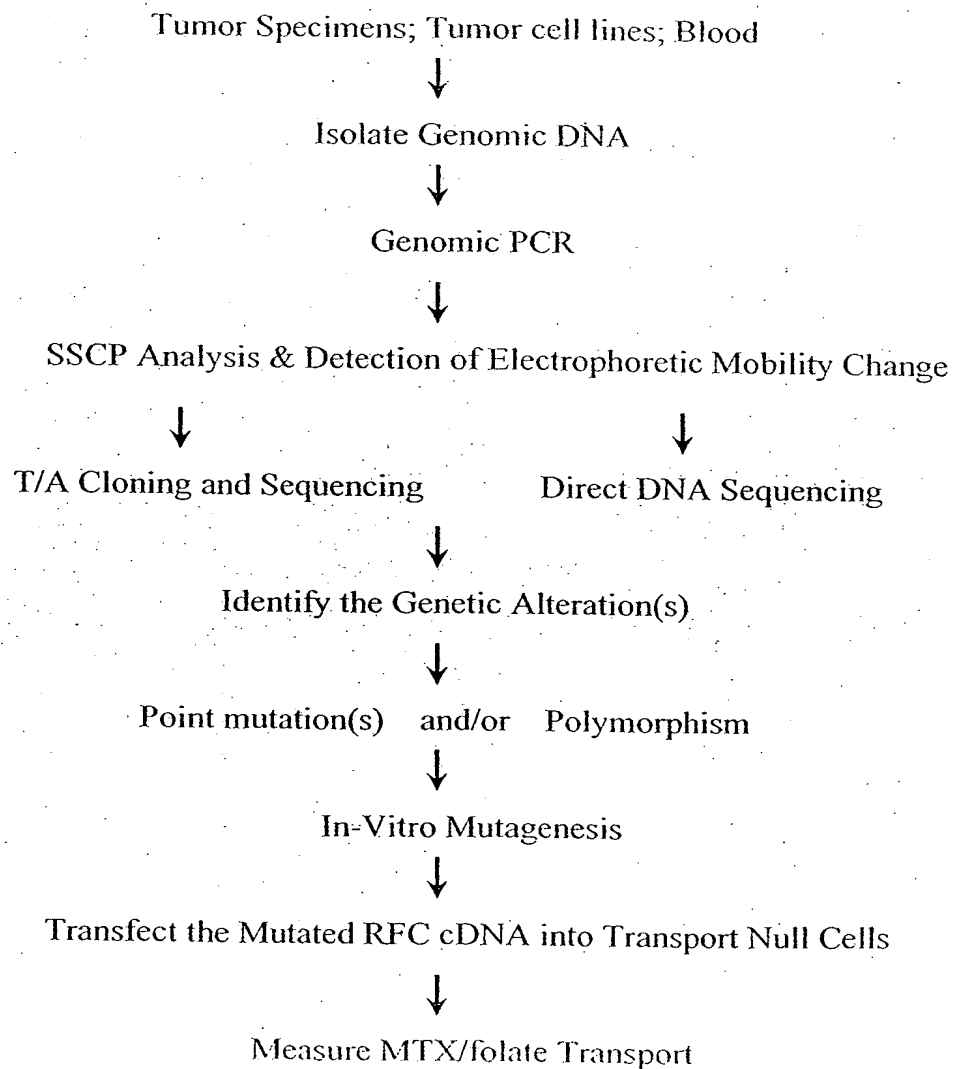 Tumor Specimens; Tumor cell lines; Blood
Isolate Genomic DNA
Genomic PCR
SSCP Analysis & Detection of Electrophoretic Mobility Change
T/A Cloning and Sequencing Direct DNA Sequencing
Identify the Genetic Alteration(s)
Point mutation(s) and/or Polymorphism
In-Vitro Mutagenesis
Transfect the Mutated RFC cDNA into Transport Null Cells
Measure MTX/folate Transport